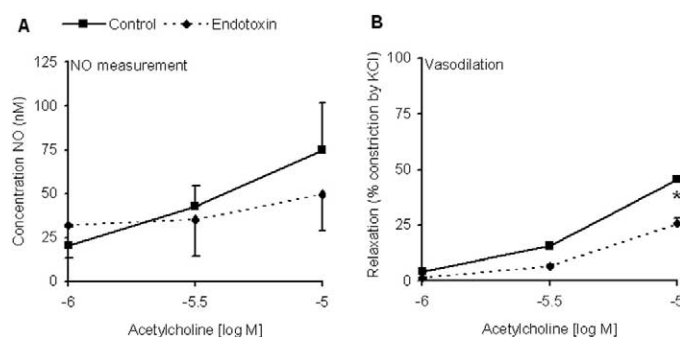 A
Control
Endotoxin
B
NO measurement
Vasodilation
Concentration NO (nM)
125
100
75
50
25
0
-6
-5.5
-5
Acetylcholine [log M]
Relaxation (% constriction by KCl)
100
75
50
25
0
*
-6
-5.5
-5
Acetylcholine [log M]